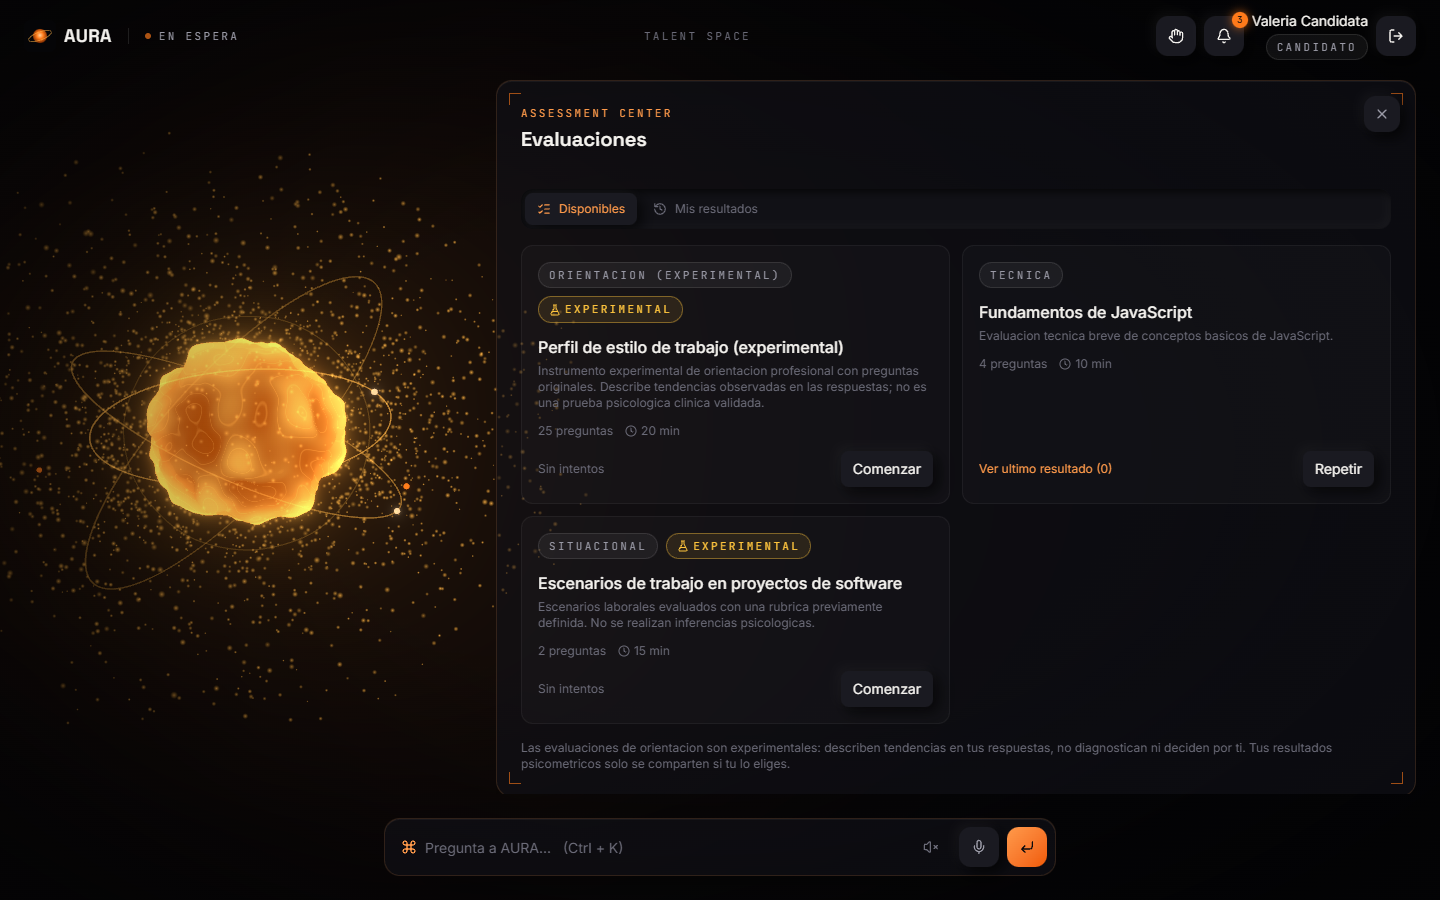 AURA
EN ESPERA
TALENT SPACE
3
Valeria Candidata
CANDIDATO
ASSESSMENT CENTER
Evaluaciones
Disponibles
Mis resultados
ORIENTACION (EXPERIMENTAL)
EXPERIMENTAL
Perfil de estilo de trabajo (experimental)
Instrumento experimental de orientacion profesional con preguntas
originales. Describe tendencias observadas en las respuestas; no es
una prueba psicologica clinica validada.
25 preguntas 20 min
Sin intentos
Comenzar
TECNICA
Fundamentos de JavaScript
Evaluacion tecnica breve de conceptos basicos de JavaScript.
4 preguntas 10 min
Ver ultimo resultado (0)
Repetir
SITUACIONAL EXPERIMENTAL
Escenarios de trabajo en proyectos de software
Escenarios laborales evaluados con una rubrica previamente
definida. No se realizan inferencias psicologicas.
2 preguntas 15 min
Sin intentos
Comenzar
Las evaluaciones de orientacion son experimentales: describen tendencias en tus respuestas, no diagnostican ni deciden por ti. Tus resultados
psicometricos solo se comparten si tu lo eliges.
⌘ Pregunta a AURA... (Ctrl + K)